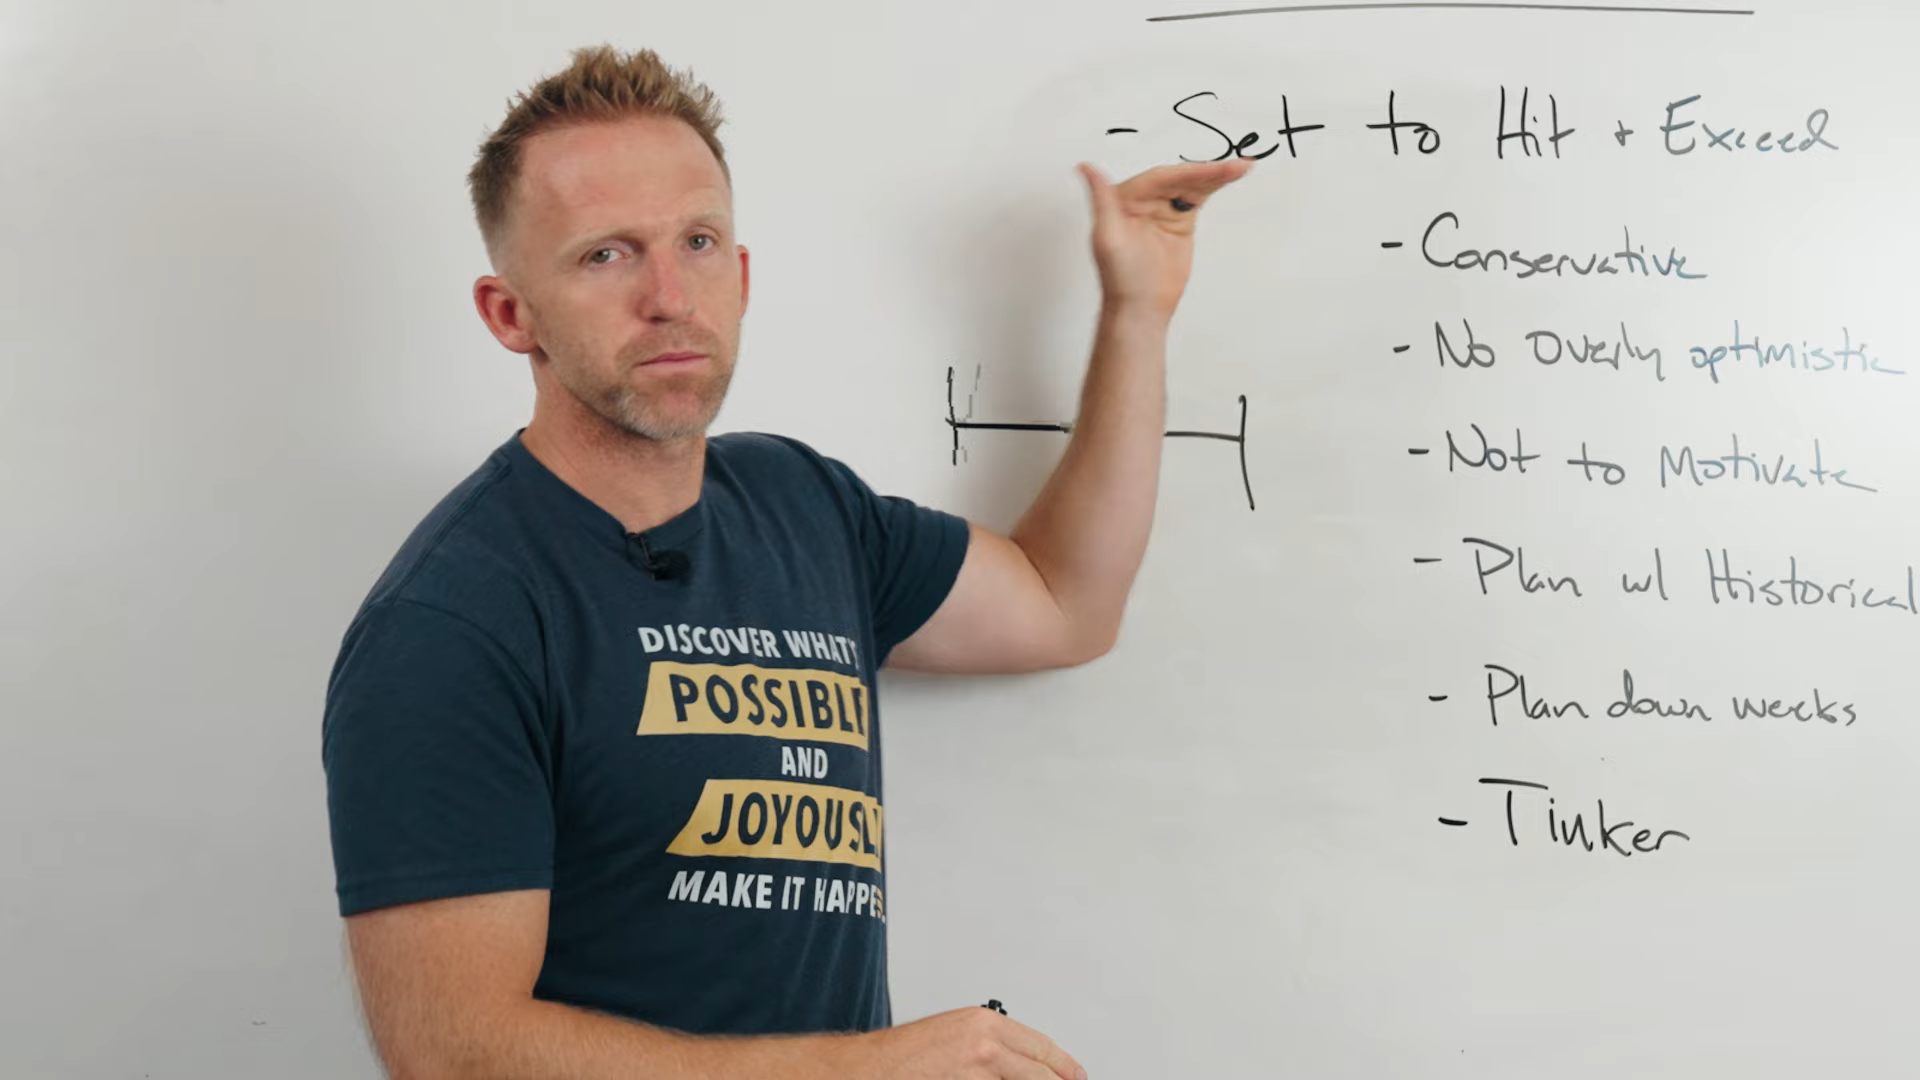 - Set to Hit + Exceed
- Conservative
- No overly optimistic
- Not to Motivate
- Plan w/ Historical
- Plan down weeks
- Tinker
DISCOVER WHAT'S
POSSIBLE
AND
JOYOUSLY
MAKE IT HAPPEN.